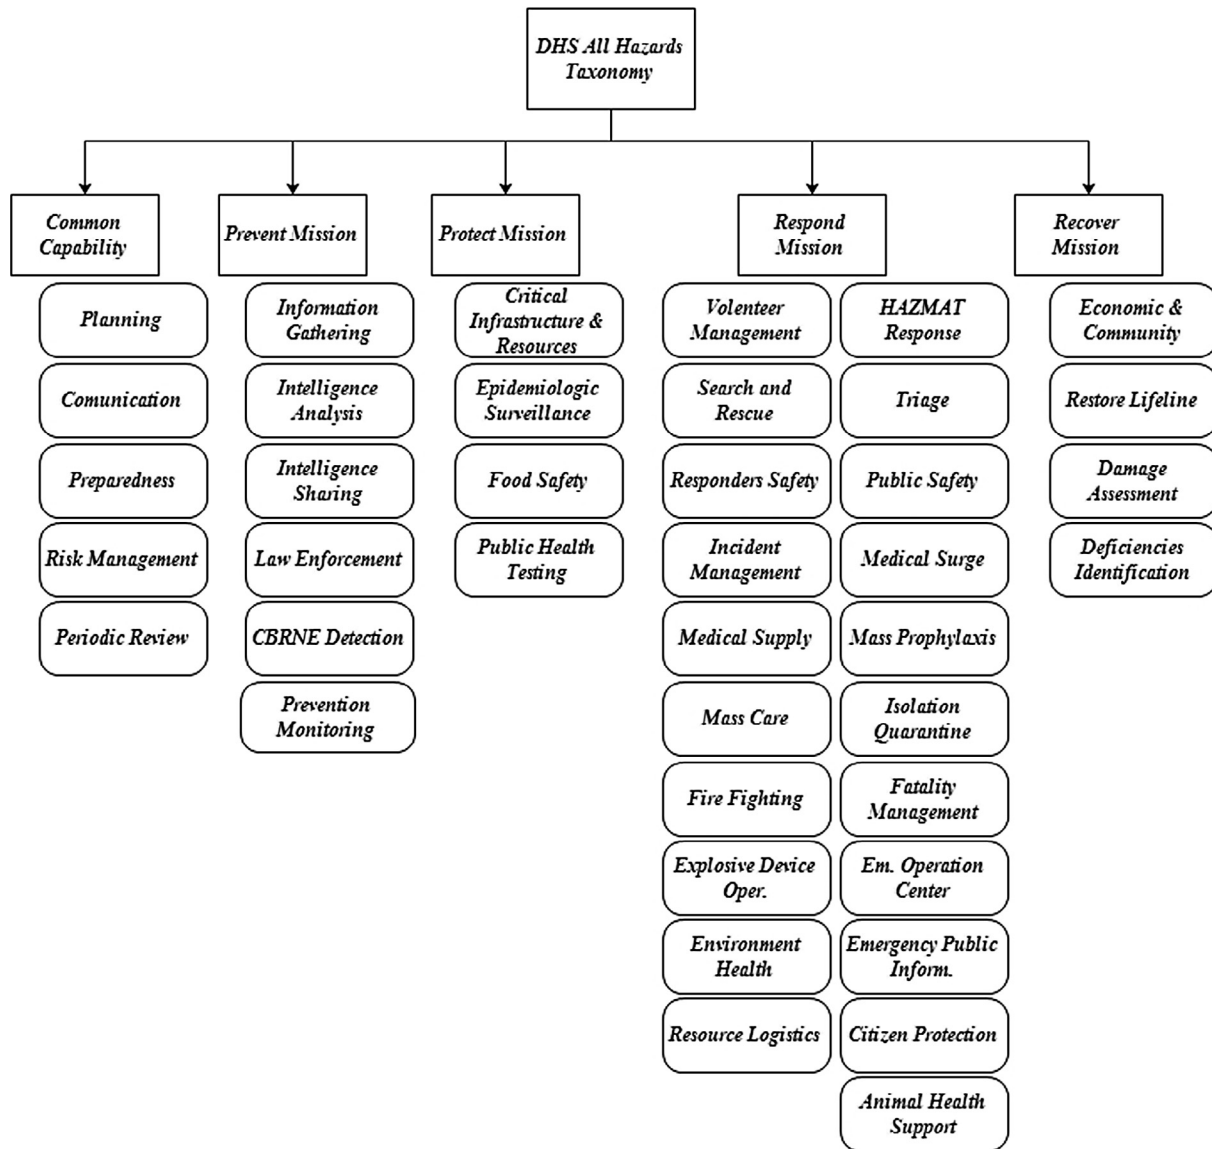 DHS All Hazards
Taxonomy
Common
Capability
Prevent Mission
Protect Mission
Respond
Mission
Recover
Mission
Planning
Comunication
Preparedness
Risk Management
Periodic Review
Information
Gathering
Intelligence
Analysis
Intelligence
Sharing
Law Enforcement
CBRNE Detection
Prevention
Monitoring
Critical
Infrastructure &
Resources
Epidemiologic
Surveillance
Food Safety
Public Health
Testing
Volenteer
Management
Search and
Rescue
Responders Safety
Incident
Management
Medical Supply
Mass Care
Fire Fighting
Explosive Device
Oper.
Environment
Health
Resource Logistics
HAZMAT
Response
Triage
Public Safety
Medical Surge
Mass Prophylaxis
Isolation
Quarantine
Fatality
Management
Em. Operation
Center
Emergency Public
Inform.
Citizen Protection
Animal Health
Support
Economic &
Community
Restore Lifeline
Damage
Assessment
Deficiencies
Identification